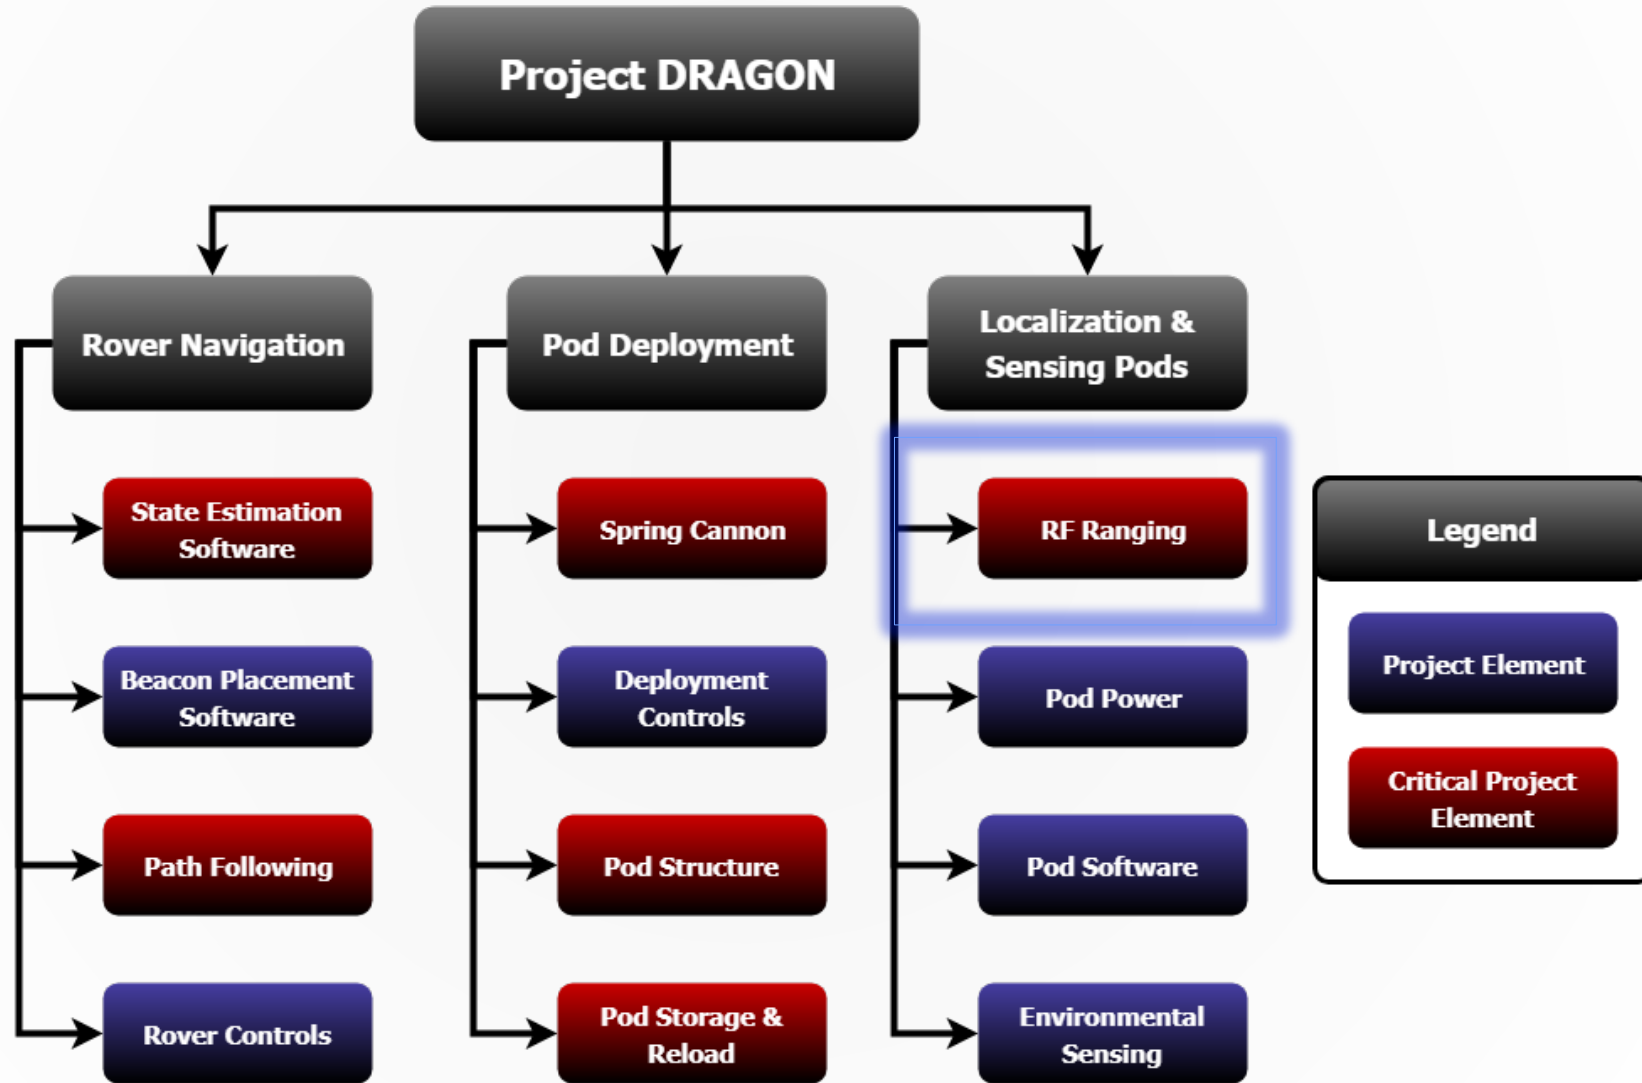 Project DRAGON
Rover Navigation
State Estimation
Software
Beacon Placement
Software
Path Following
Rover Controls
Pod Deployment
Spring Cannon
Deployment
Controls
Pod Structure
Pod Storage &
Reload
Localization &
Sensing Pods
RF Ranging
Pod Power
Pod Software
Environmental
Sensing
Legend
Project Element
Critical Project
Element